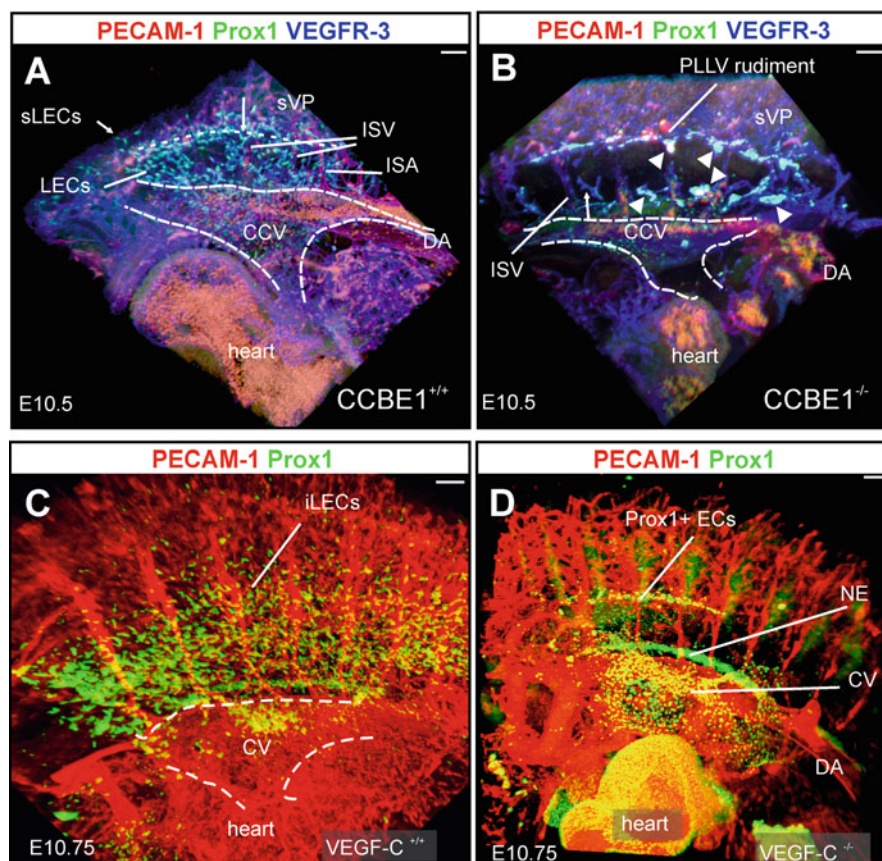 PECAM-1 Prox1 VEGFR-3
A
sVP
sLECs
ISV
ISA
LECs
CCV
DA
heart
E10.5
CCBE1+/+
PECAM-1 Prox1 VEGFR-3
B
PLLV rudiment
sVP
CCV
ISV
DA
heart
E10.5
CCBE1-/-
PECAM-1 Prox1
C
iLECs
CV
heart
E10.75
VEGF-C +/+
PECAM-1 Prox1
D
Prox1+ ECs
NE
CV
DA
heart
E10.75
VEGF-C -/-